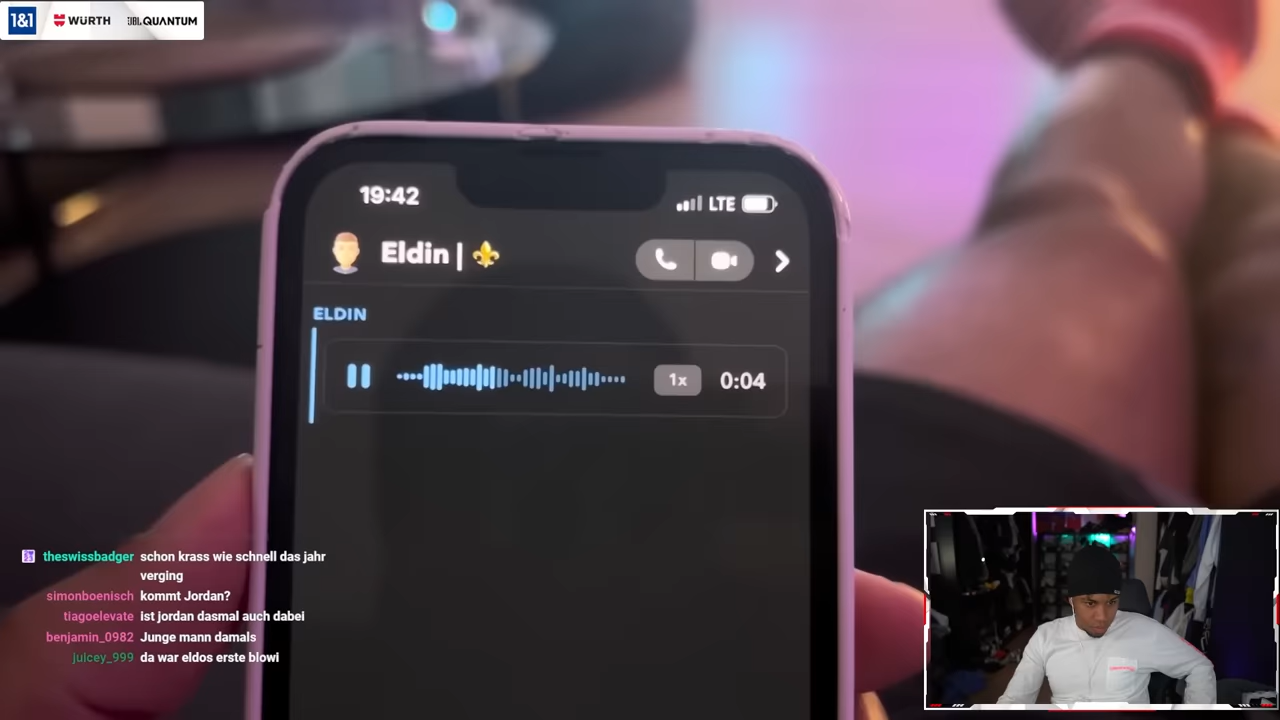 1&1 WÜRTH JBL QUANTUM
19:42
LTE
Eldin | ⚜️
ELDIN
1x 0:04
theswissbadger schon krass wie schnell das jahr
verging
simonboenisch kommt Jordan?
tiagoelevate ist jordan dasmal auch dabei
benjamin_0982 Junge mann damals
juicey_999 da war eldos erste blowi